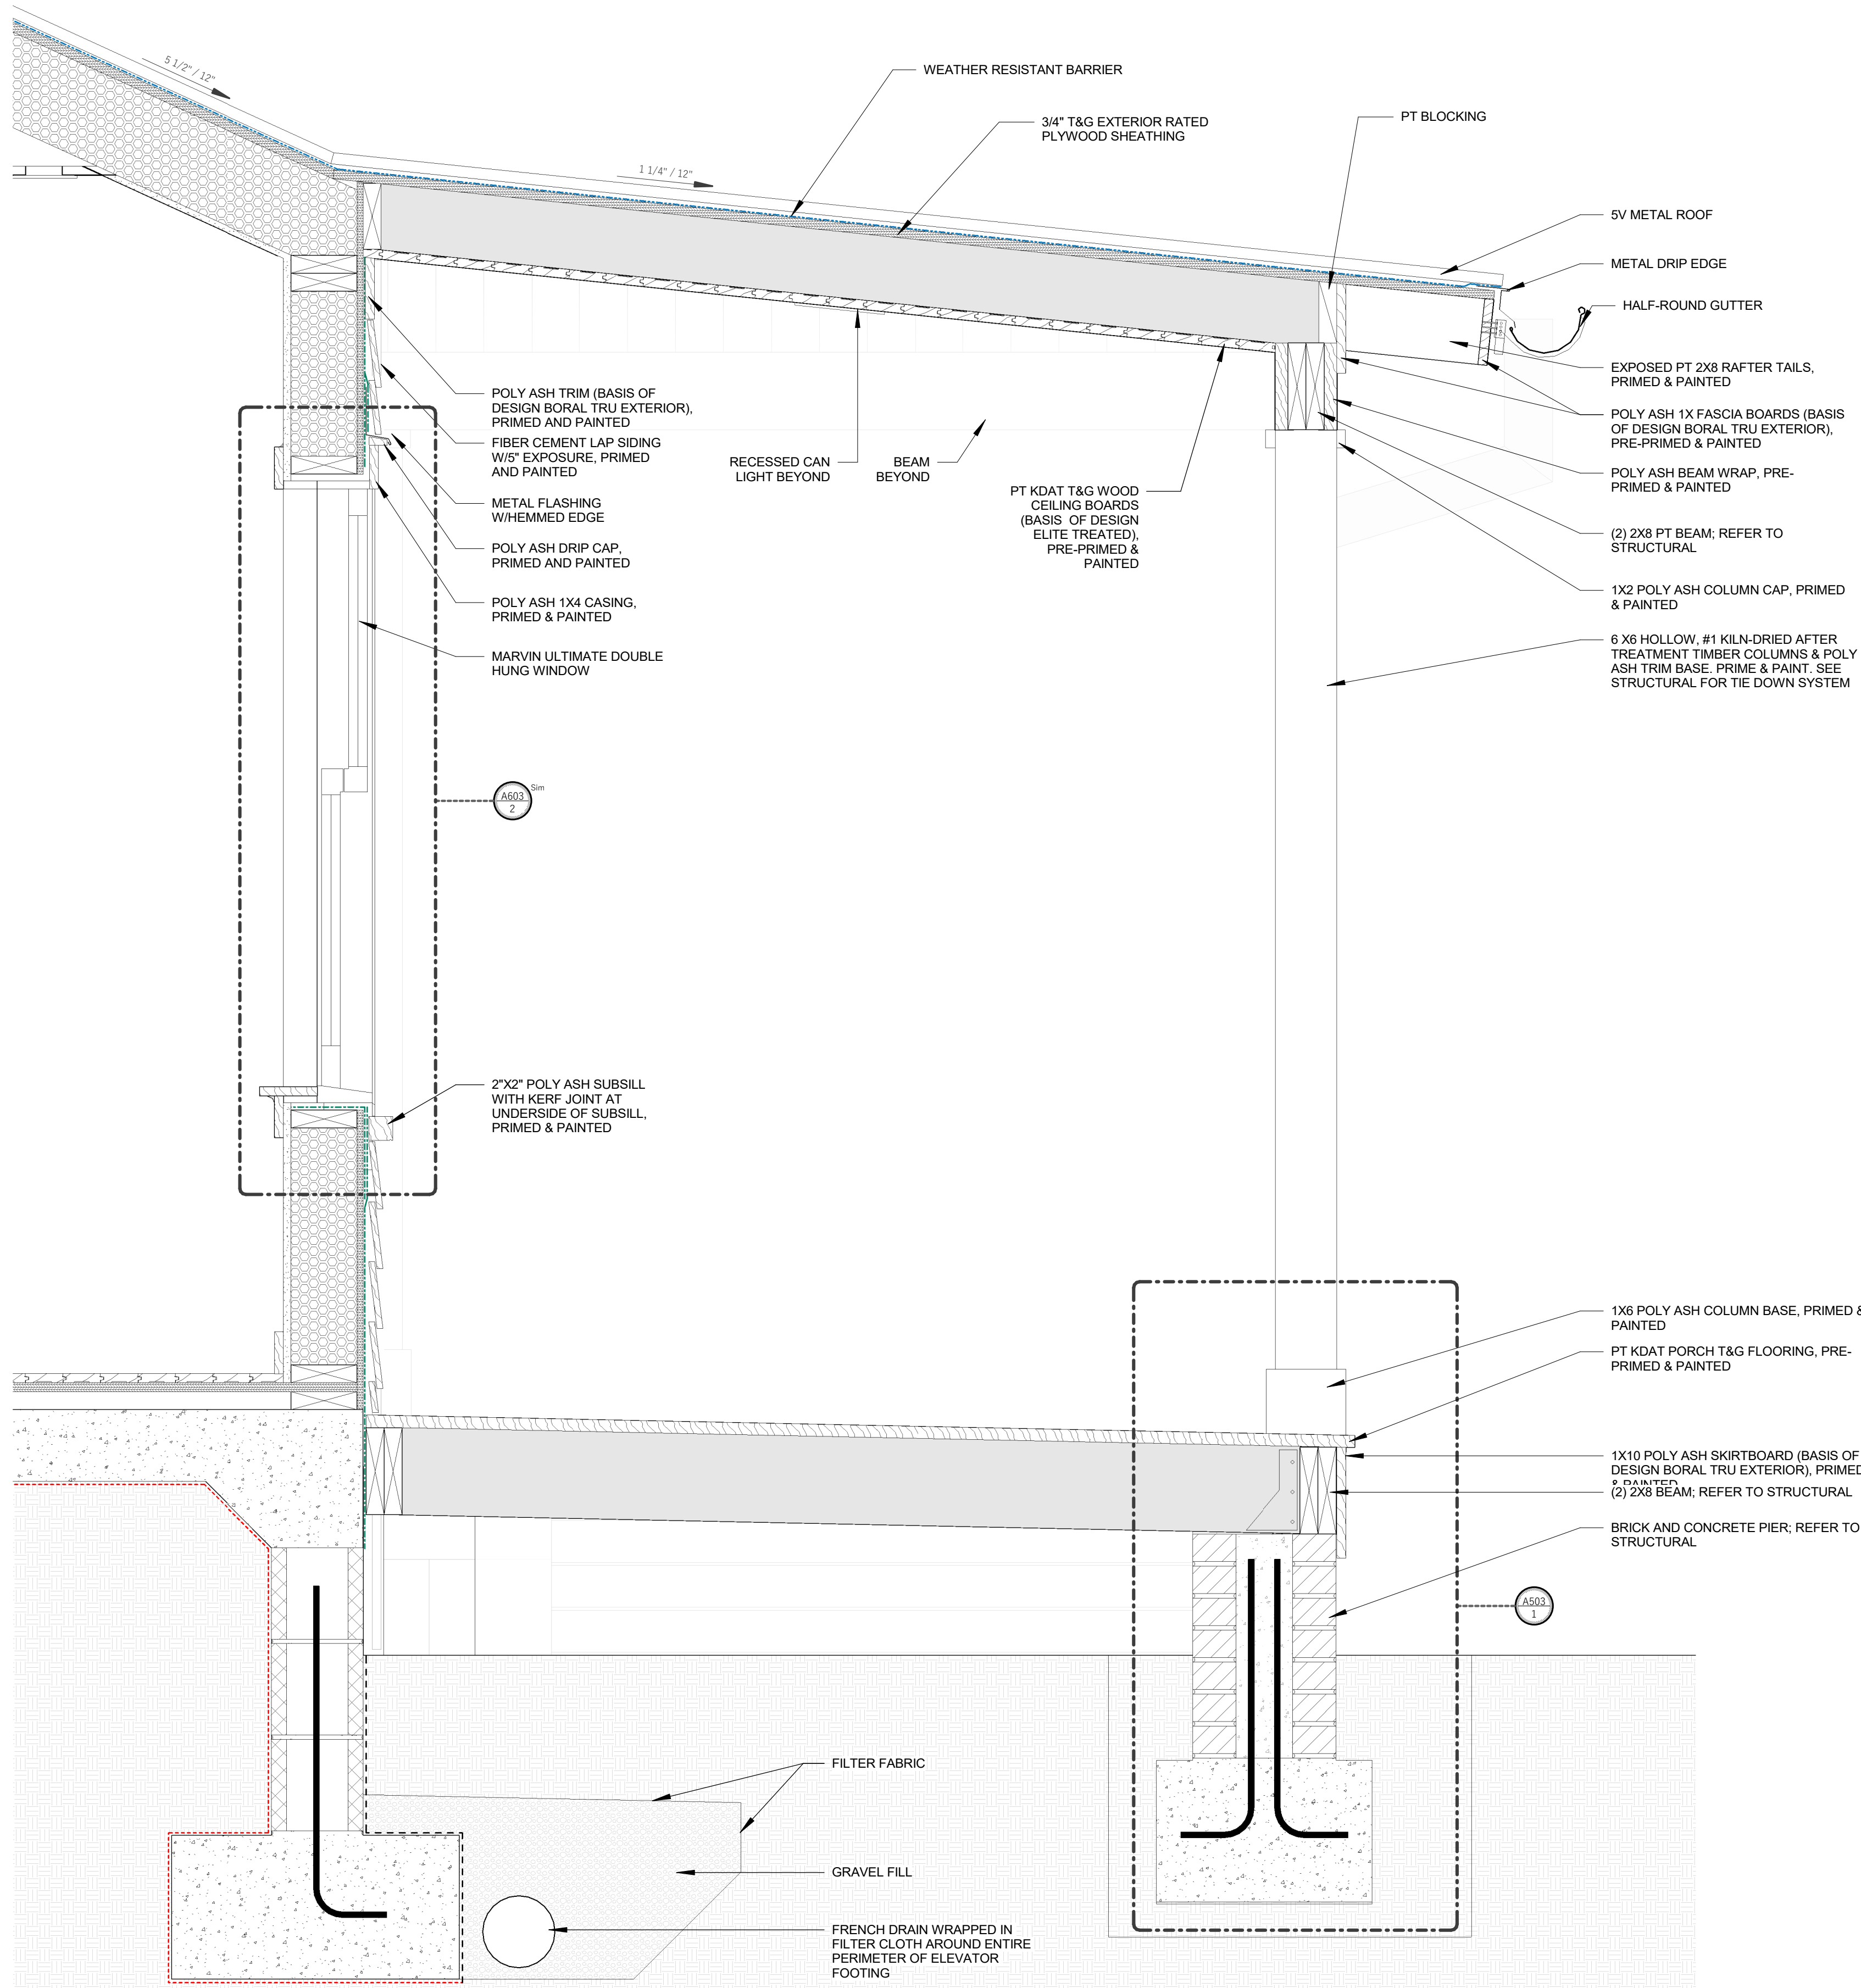 5 1/2" / 12"
WEATHER RESISTANT BARRIER
3/4" T&G EXTERIOR RATED
PLYWOOD SHEATHING
PT BLOCKING
1 1/4" / 12"
5V METAL ROOF
METAL DRIP EDGE
HALF-ROUND GUTTER
EXPOSED PT 2X8 RAFTER TAILS,
PRIMED & PAINTED
POLY ASH 1X FASCIA BOARDS (BASIS
OF DESIGN BORAL TRU EXTERIOR),
PRE-PRIMED & PAINTED
POLY ASH BEAM WRAP, PRE-
PRIMED & PAINTED
(2) 2X8 PT BEAM; REFER TO
STRUCTURAL
1X2 POLY ASH COLUMN CAP, PRIMED
& PAINTED
6 X6 HOLLOW, #1 KILN-DRIED AFTER
TREATMENT TIMBER COLUMNS & POLY
ASH TRIM BASE. PRIME & PAINT. SEE
STRUCTURAL FOR TIE DOWN SYSTEM
POLY ASH TRIM (BASIS OF
DESIGN BORAL TRU EXTERIOR),
PRIMED AND PAINTED
FIBER CEMENT LAP SIDING
W/5" EXPOSURE, PRIMED
AND PAINTED
METAL FLASHING
W/HEMMED EDGE
POLY ASH DRIP CAP,
PRIMED AND PAINTED
POLY ASH 1X4 CASING,
PRIMED & PAINTED
MARVIN ULTIMATE DOUBLE
HUNG WINDOW
RECESSED CAN
LIGHT BEYOND
BEAM
BEYOND
PT KDAT T&G WOOD
CEILING BOARDS
(BASIS OF DESIGN
ELITE TREATED),
PRE-PRIMED &
PAINTED
A603
2
Sim
2"X2" POLY ASH SUBSILL
WITH KERF JOINT AT
UNDERSIDE OF SUBSILL,
PRIMED & PAINTED
1X6 POLY ASH COLUMN BASE, PRIMED &
PAINTED
PT KDAT PORCH T&G FLOORING, PRE-
PRIMED & PAINTED
1X10 POLY ASH SKIRTBOARD (BASIS OF
DESIGN BORAL TRU EXTERIOR), PRIMED
& PAINTED
(2) 2X8 BEAM; REFER TO STRUCTURAL
BRICK AND CONCRETE PIER; REFER TO
STRUCTURAL
A503
1
FILTER FABRIC
GRAVEL FILL
FRENCH DRAIN WRAPPED IN
FILTER CLOTH AROUND ENTIRE
PERIMETER OF ELEVATOR
FOOTING